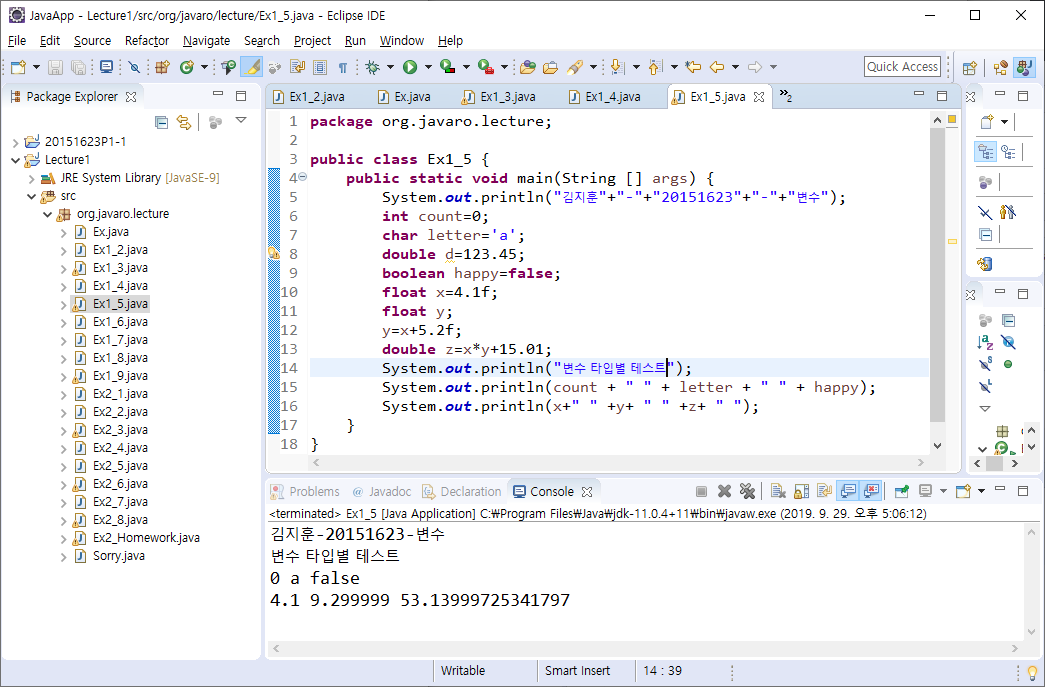 JavaApp - Lecture1/src/org/javaro/lecture/Ex1_5.java - Eclipse IDE
File Edit Source Refactor Navigate Search Project Run Window Help
Quick Access
Package Explorer
20151623P1-1
Lecture1
JRE System Library [JavaSE-9]
src
org.javaro.lecture
Ex.java
Ex1_2.java
Ex1_3.java
Ex1_4.java
Ex1_5.java
Ex1_6.java
Ex1_7.java
Ex1_8.java
Ex1_9.java
Ex2_1.java
Ex2_2.java
Ex2_3.java
Ex2_4.java
Ex2_5.java
Ex2_6.java
Ex2_7.java
Ex2_8.java
Ex2_Homework.java
Sorry.java
Ex1_2.java Ex.java Ex1_3.java Ex1_4.java Ex1_5.java »2
1 package org.javaro.lecture;
2
3 public class Ex1_5 {
4 public static void main(String [] args) {
5 System.out.println("김지훈"+"-"+"20151623"+"-"+"변수");
6 int count=0;
7 char letter='a';
8 double d=123.45;
9 boolean happy=false;
10 float x=4.1f;
11 float y;
12 y=x+5.2f;
13 double z=x*y+15.01;
14 System.out.println("변수 타입별 테스트");
15 System.out.println(count + " " + letter + " " + happy);
16 System.out.println(x+" " +y+ " " +z+ " ");
17 }
18 }
Problems @ Javadoc Declaration Console
<terminated> Ex1_5 [Java Application] C:₩Program Files₩Java₩jdk-11.0.4+11₩bin₩javaw.exe (2019. 9. 29. 오후 5:06:12)
김지훈-20151623-변수
변수 타입별 테스트
0 a false
4.1 9.299999 53.13999725341797
Writable Smart Insert 14 : 39